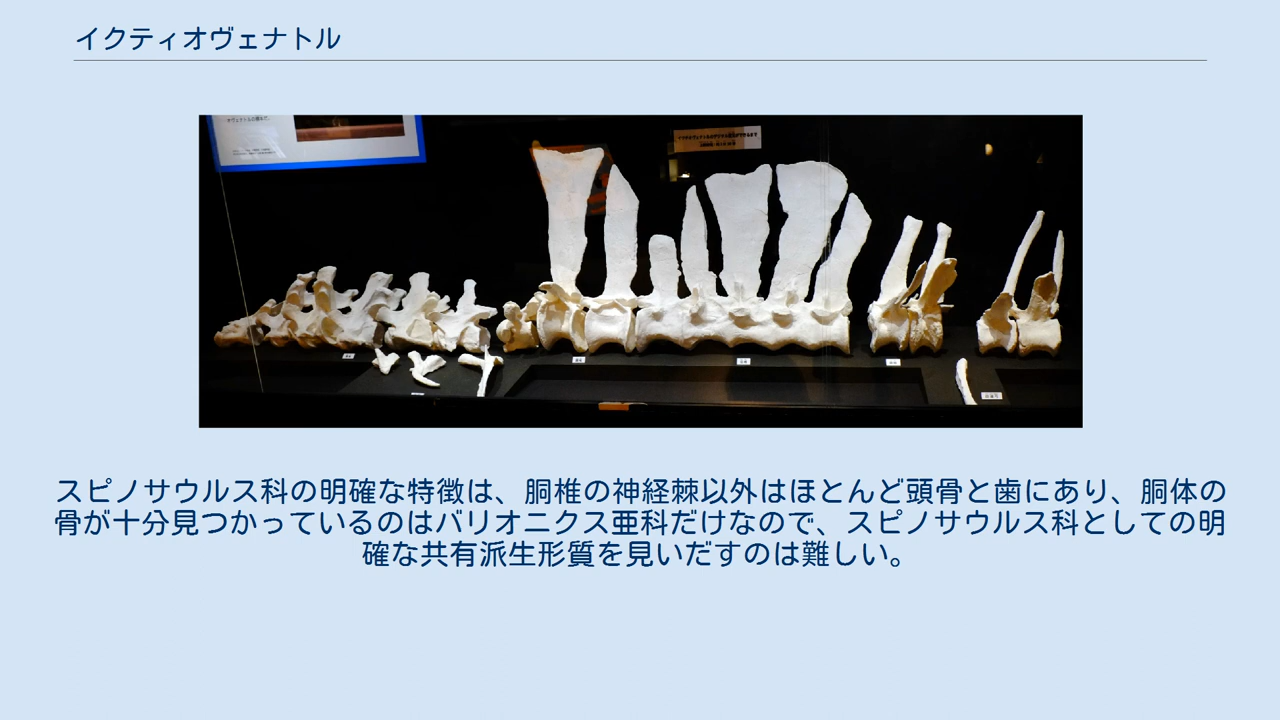 イクティオヴェナトル
スピノサウルス科の明確な特徴は、胴椎の神経棘以外はほとんど頭骨と歯にあり、胴体の
骨が十分見つかっているのはバリオニクス亜科だけなので、スピノサウルス科としての明
確な共有派生形質を見いだすのは難しい。